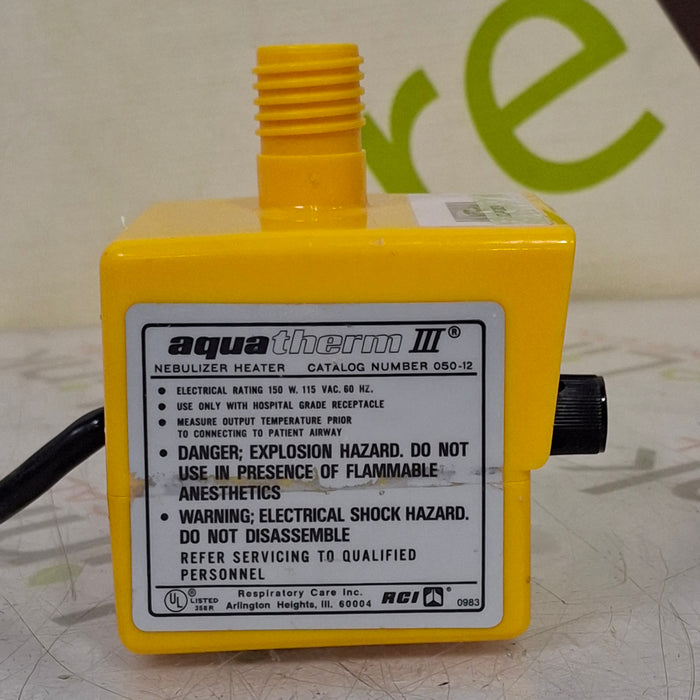 re
aquatherm III®
NEBULIZER HEATER CATALOG NUMBER 050-12
• ELECTRICAL RATING 150 W. 115 VAC. 60 HZ.
• USE ONLY WITH HOSPITAL GRADE RECEPTACLE
• MEASURE OUTPUT TEMPERATURE PRIOR
TO CONNECTING TO PATIENT AIRWAY
• DANGER; EXPLOSION HAZARD. DO NOT
USE IN PRESENCE OF FLAMMABLE
ANESTHETICS
• WARNING; ELECTRICAL SHOCK HAZARD.
DO NOT DISASSEMBLE
REFER SERVICING TO QUALIFIED
PERSONNEL
UL® LISTED
358R
Respiratory Care Inc.
Arlington Heights, Ill. 60004
RCI®
0983